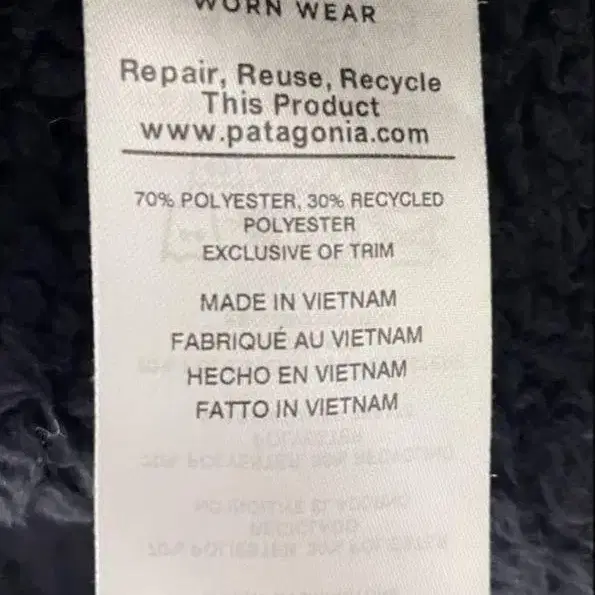 WORN WEAR
Repair, Reuse, Recycle
This Product
www.patagonia.com
70% POLYESTER, 30% RECYCLED
POLYESTER
EXCLUSIVE OF TRIM
MADE IN VIETNAM
FABRIQUÉ AU VIETNAM
HECHO EN VIETNAM
FATTO IN VIETNAM